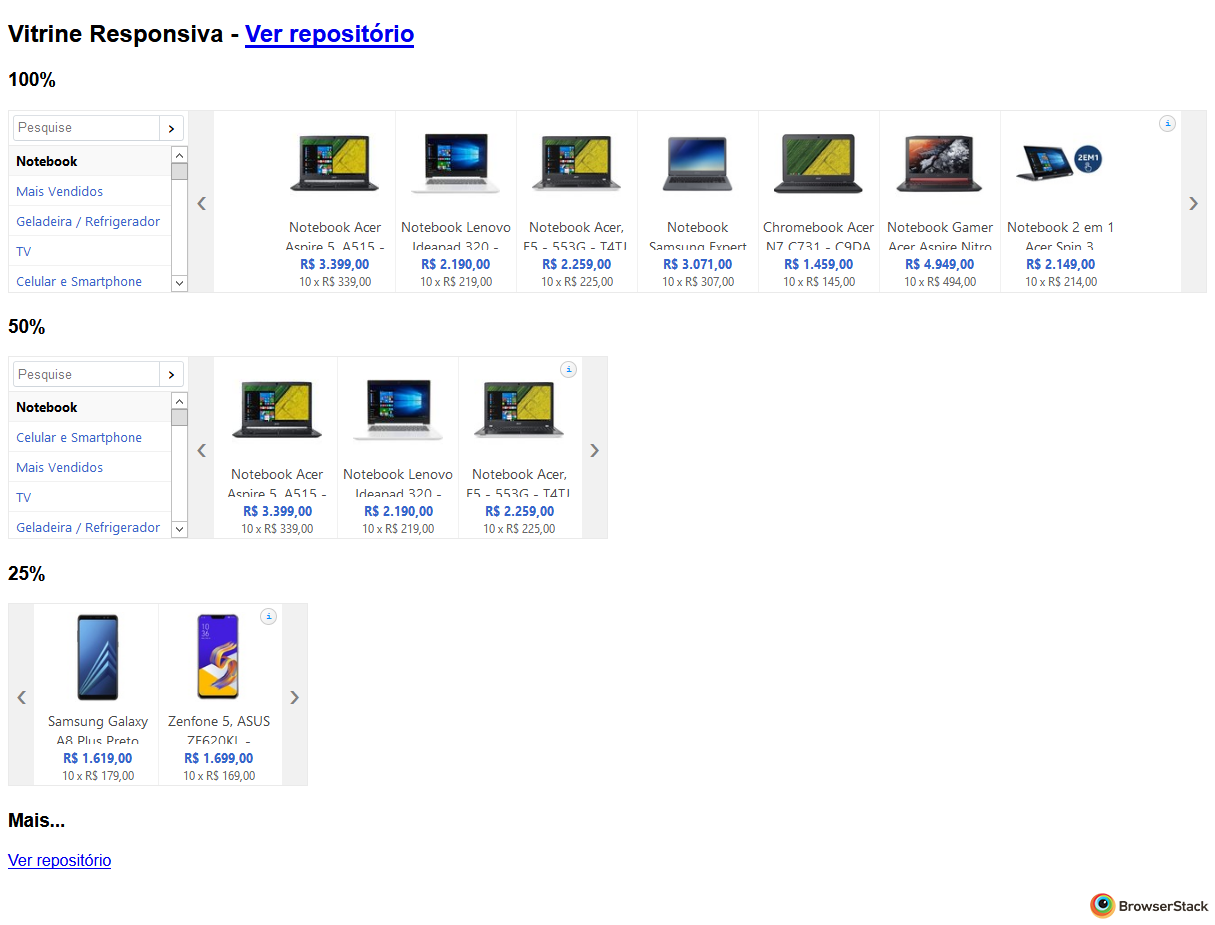 Vitrine Responsiva - Ver repositório
100%
Pesquise
Notebook
Mais Vendidos
Geladeira / Refrigerador
TV
Celular e Smartphone
Notebook Acer
Aspire 5, A515 -
R$ 3.399,00
10 x R$ 339,00
Notebook Lenovo
Ideapad 320 -
R$ 2.190,00
10 x R$ 219,00
Notebook Acer,
E5 - 553G - T4TJ
R$ 2.259,00
10 x R$ 225,00
Notebook
Samsung Expert
R$ 3.071,00
10 x R$ 307,00
Chromebook Acer
N7 C731 - C9DA
R$ 1.459,00
10 x R$ 145,00
Notebook Gamer
Acer Aspire Nitro
R$ 4.949,00
10 x R$ 494,00
2EM1
Notebook 2 em 1
Acer Spin 3
R$ 2.149,00
10 x R$ 214,00
50%
Pesquise
Notebook
Celular e Smartphone
Mais Vendidos
TV
Geladeira / Refrigerador
Notebook Acer
Aspire 5, A515 -
R$ 3.399,00
10 x R$ 339,00
Notebook Lenovo
Ideapad 320 -
R$ 2.190,00
10 x R$ 219,00
Notebook Acer,
E5 - 553G - T4TJ
R$ 2.259,00
10 x R$ 225,00
25%
Samsung Galaxy
A8 Plus Preto
R$ 1.619,00
10 x R$ 179,00
Zenfone 5, ASUS
ZE620KL -
R$ 1.699,00
10 x R$ 169,00
Mais...
Ver repositório
BrowserStack